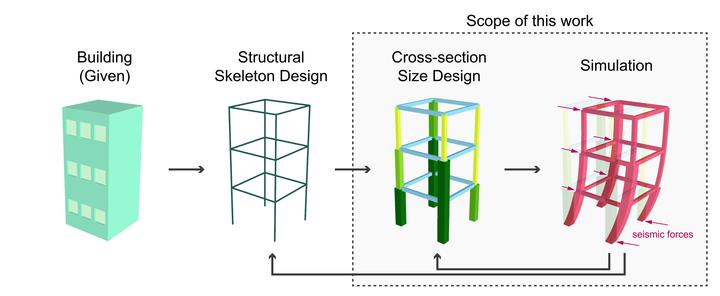 Scope of this work
Building
(Given)
Structural
Skeleton Design
Cross-section
Size Design
Simulation
seismic forces